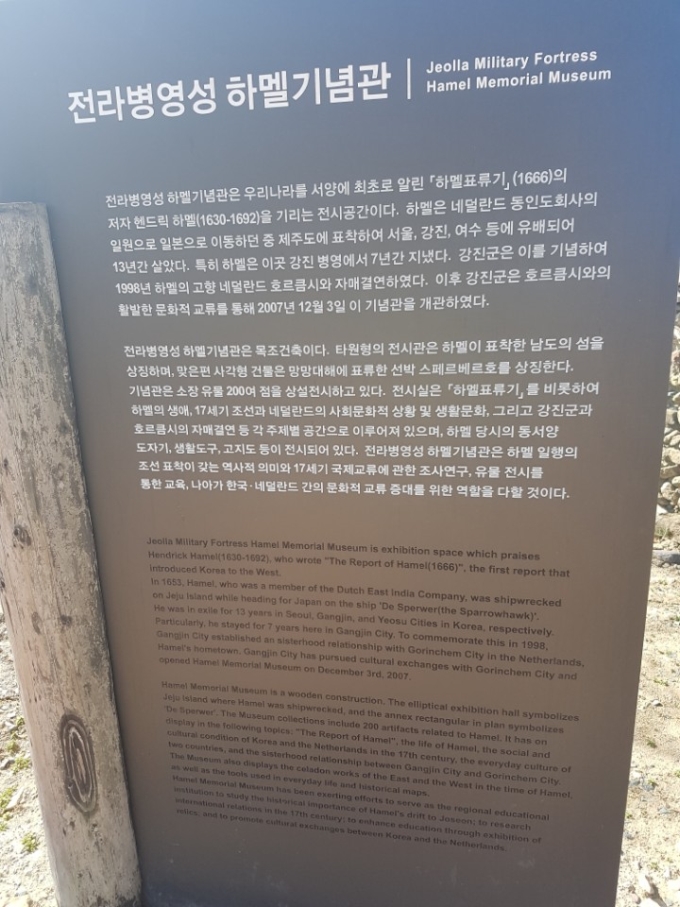 전라병영성 하멜기념관
Jeolla Military Fortress
Hamel Memorial Museum
전라병영성 하멜기념관은 우리나라를 서양에 최초로 알린 「하멜표류기」(1666)의
저자 헨드릭 하멜(1630-1692)을 기리는 전시공간이다. 하멜은 네덜란드 동인도회사의
일원으로 일본으로 이동하던 중 제주도에 표착하여 서울, 강진, 여수 등에 유배되어
13년간 살았다. 특히 하멜은 이곳 강진 병영에서 7년간 지냈다. 강진군은 이를 기념하여
1998년 하멜의 고향 네덜란드 호르큼시와 자매결연하였다. 이후 강진군은 호르큼시와의
활발한 문화적 교류를 통해 2007년 12월 3일 이 기념관을 개관하였다.
전라병영성 하멜기념관은 목조건축이다. 타원형의 전시관은 하멜이 표착한 남도의 섬을
상징하며, 맞은편 사각형 건물은 망망대해에 표류한 선박 스페르베르호를 상징한다.
기념관은 소장 유물 200여 점을 상설전시하고 있다. 전시실은 「하멜표류기」를 비롯하여
하멜의 생애, 17세기 조선과 네덜란드의 사회문화적 상황 및 생활문화, 그리고 강진군과
호르큼시의 자매결연 등 각 주제별 공간으로 이루어져 있으며, 하멜 당시의 동서양
도자기, 생활도구, 고지도 등이 전시되어 있다. 전라병영성 하멜기념관은 하멜 일행의
조선 표착이 갖는 역사적 의미와 17세기 국제교류에 관한 조사연구, 유물 전시를
통한 교육, 나아가 한국·네덜란드 간의 문화적 교류 증대를 위한 역할을 다할 것이다.
Jeolla Military Fortress Hamel Memorial Museum is exhibition space which praises
Hendrick Hamel(1630-1692), who wrote "The Report of Hamel(1666)", the first report that
introduced Korea to the West.
In 1653, Hamel, who was a member of the Dutch East India Company, was shipwrecked
on Jeju Island while heading for Japan on the ship 'De Sperwer(the Sparrowhawk)'.
He was in exile for 13 years in Seoul, Gangjin, and Yeosu Cities in Korea, respectively.
Particularly, he stayed for 7 years here in Gangjin City. To commemorate this in 1998,
Gangjin City established an sisterhood relationship with Gorinchem City in the Netherlands,
Hamel's hometown. Gangjin City has pursued cultural exchanges with Gorinchem City and
opened Hamel Memorial Museum on December 3rd, 2007.
Hamel Memorial Museum is a wooden construction. The elliptical exhibition hall symbolizes
Jeju Island where Hamel was shipwrecked, and the annex rectangular in plan symbolizes
'De Sperwer'. The Museum collections include 200 artifacts related to Hamel. It has on
display in the following topics: "The Report of Hamel", the life of Hamel, the social and
cultural condition of Korea and the Netherlands in the 17th century, the everyday culture of
two countries, and the sisterhood relationship between Gangjin City and Gorinchem City.
The Museum also displays the celadon works of the East and the West in the time of Hamel,
as well as the tools used in everyday life and historical maps.
Hamel Memorial Museum has been exerting efforts to serve as the regional educational
institution to study the historical importance of Hamel's drift to Joseon; to research
international relations in the 17th century; to enhance education through exhibition of
relics; and to promote cultural exchanges between Korea and the Netherlands.